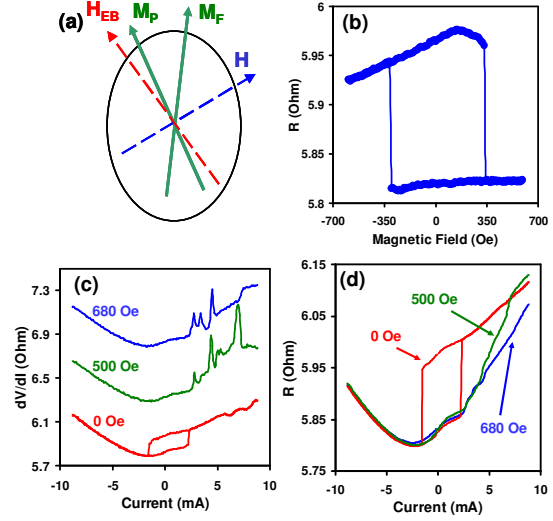 (a)
H_EB
M_P
M_F
H
(b)
R (Ohm)
6
5.95
5.9
5.85
5.8
-700
-350
0
350
700
Magnetic Field (Oe)
(c)
dV/dI (Ohm)
7.3
6.9
6.5
6.1
5.7
680 Oe
500 Oe
0 Oe
-10
-5
0
5
10
Current (mA)
(d)
R (Ohm)
6.15
6.05
5.95
5.85
5.75
500 Oe
0 Oe
680 Oe
-10
-5
0
5
10
Current (mA)